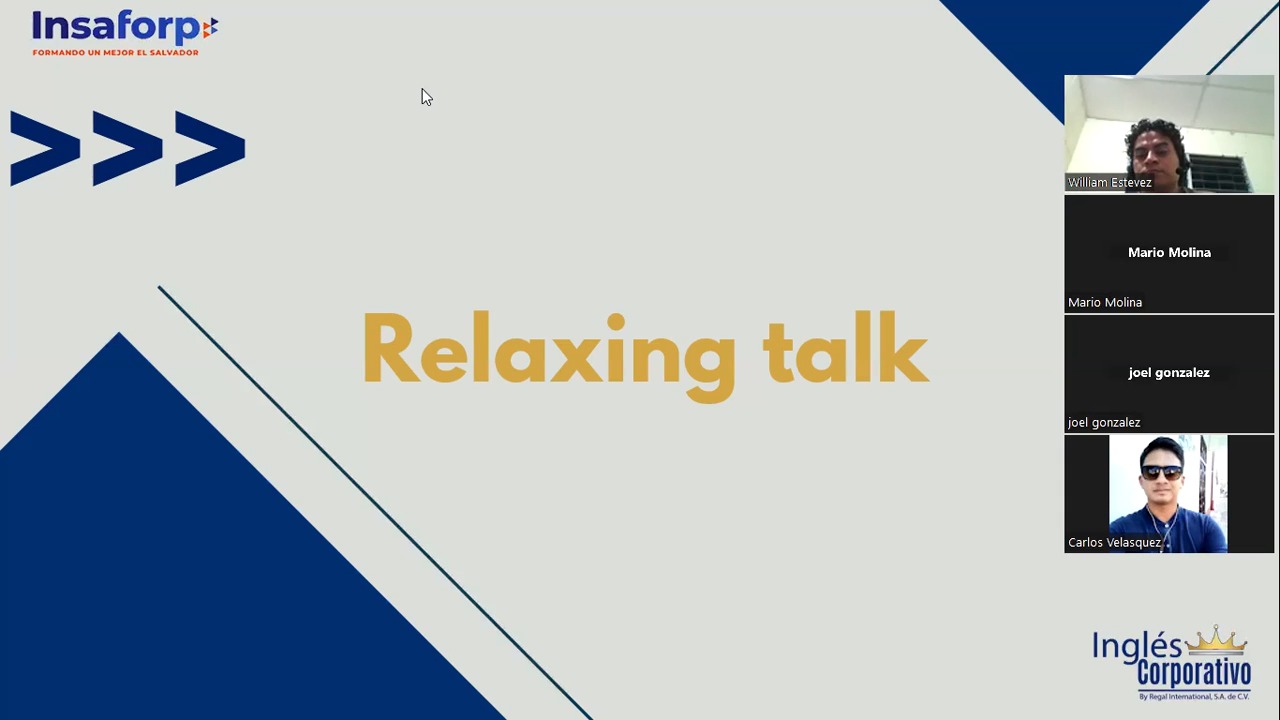 Insaforp
FORMANDO UN MEJOR EL SALVADOR
>>>
Relaxing talk
William Estevez
Mario Molina
Mario Molina
joel gonzalez
joel gonzalez
Carlos Velasquez
Inglés
Corporativo
By Regal International, S.A. de C.V.